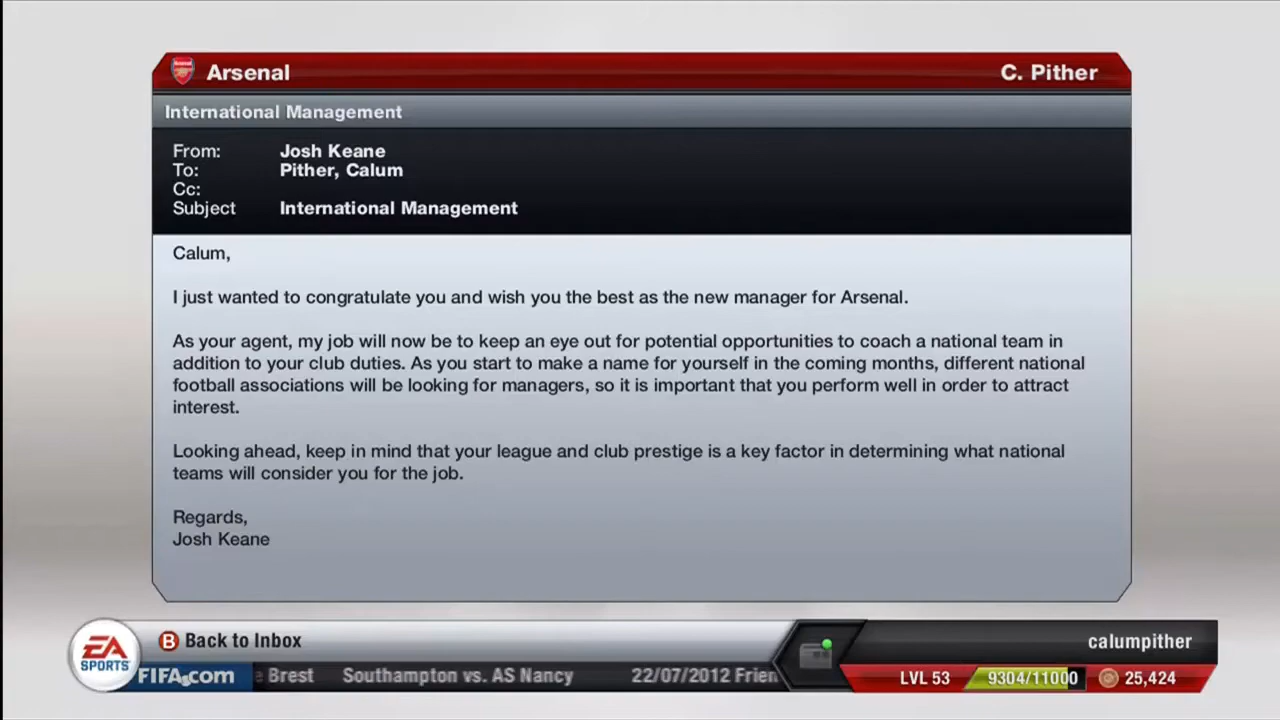 Arsenal
C. Pither
International Management
From: Josh Keane
To: Pither, Calum
Cc:
Subject International Management
Calum,
I just wanted to congratulate you and wish you the best as the new manager for Arsenal.
As your agent, my job will now be to keep an eye out for potential opportunities to coach a national team in
addition to your club duties. As you start to make a name for yourself in the coming months, different national
football associations will be looking for managers, so it is important that you perform well in order to attract
interest.
Looking ahead, keep in mind that your league and club prestige is a key factor in determining what national
teams will consider you for the job.
Regards,
Josh Keane
EA SPORTS
B Back to Inbox
calumpither
FIFA.com
e Brest Southampton vs. AS Nancy 22/07/2012 Frien
LVL 53 9304/11000 25,424